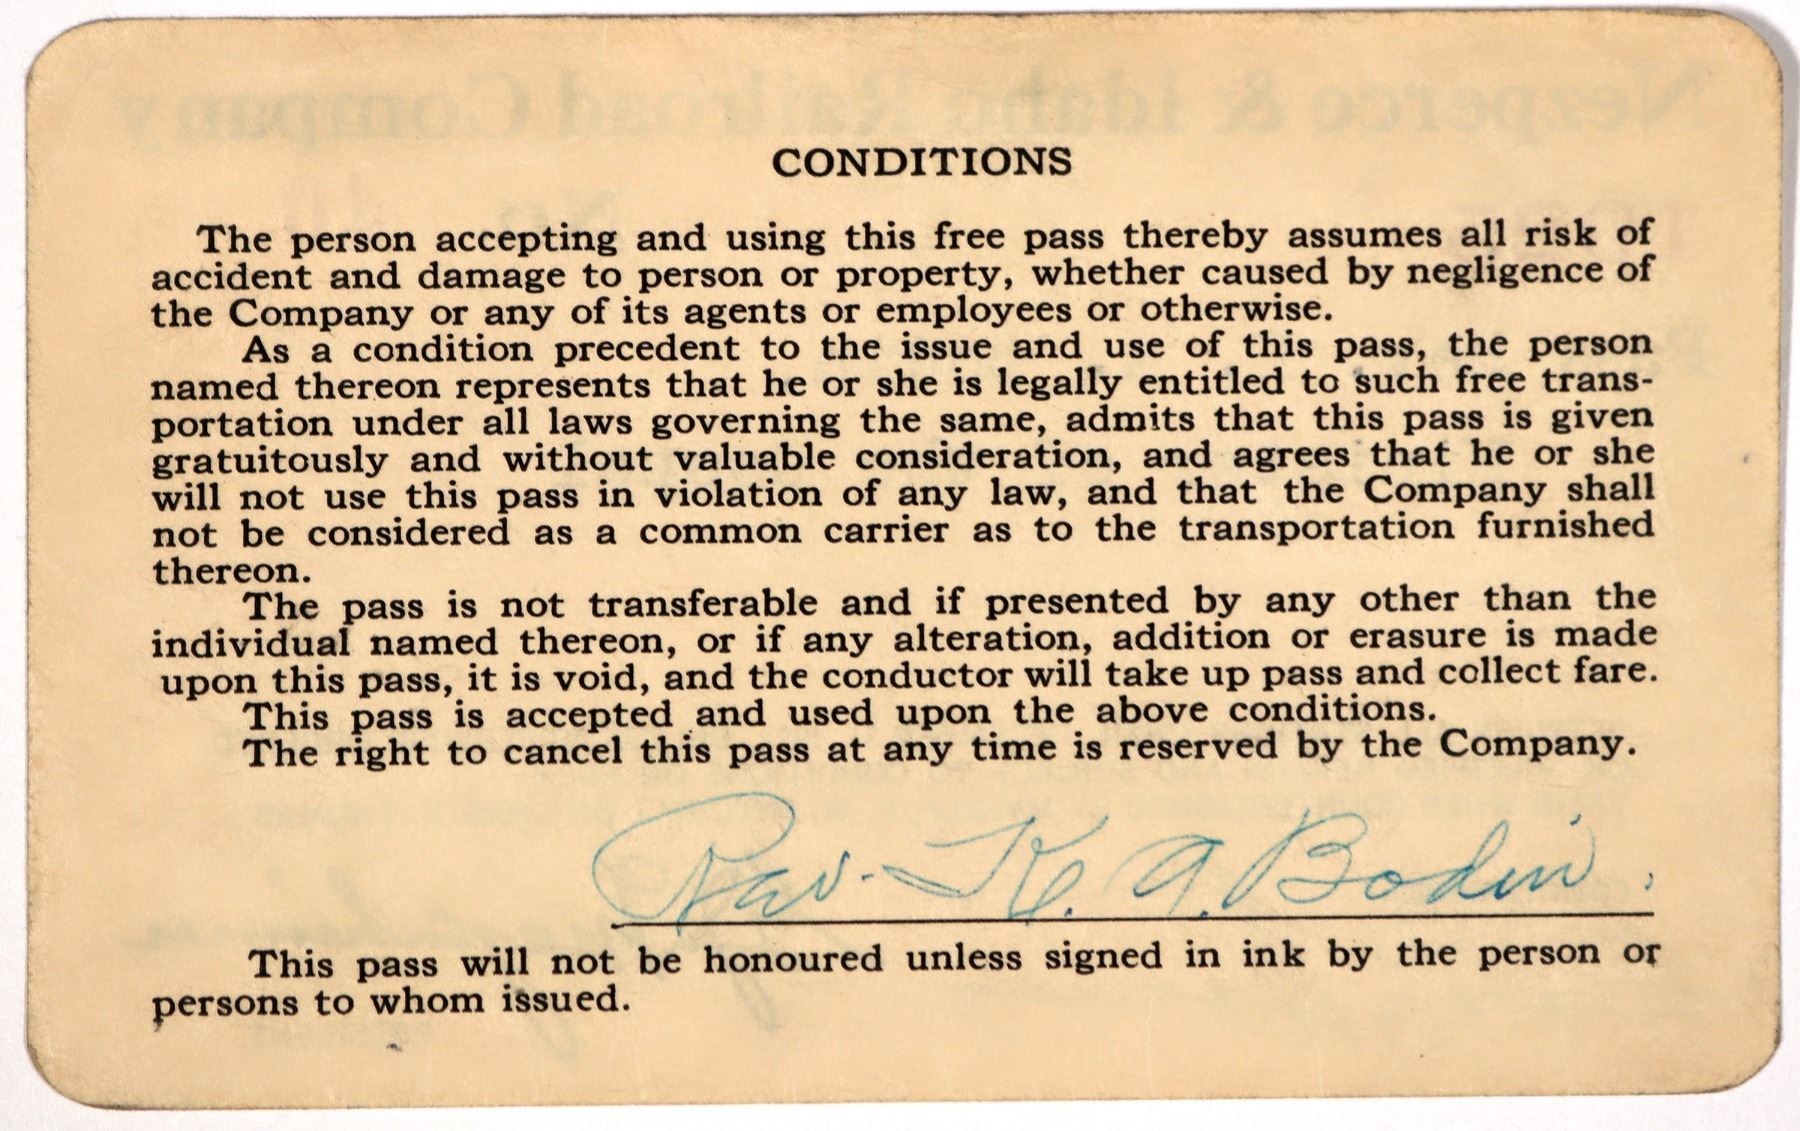 Nezperce & Idaho Railroad Company
CONDITIONS
The person accepting and using this free pass thereby assumes all risk of
accident and damage to person or property, whether caused by negligence of
the Company or any of its agents or employees or otherwise.
As a condition precedent to the issue and use of this pass, the person
named thereon represents that he or she is legally entitled to such free trans-
portation under all laws governing the same, admits that this pass is given
gratuitously and without valuable consideration, and agrees that he or she
will not use this pass in violation of any law, and that the Company shall
not be considered as a common carrier as to the transportation furnished
thereon.
The pass is not transferable and if presented by any other than the
individual named thereon, or if any alteration, addition or erasure is made
upon this pass, it is void, and the conductor will take up pass and collect fare.
This pass is accepted and used upon the above conditions.
The right to cancel this pass at any time is reserved by the Company.
Rev. K. A. Bodin.
This pass will not be honoured unless signed in ink by the person or
persons to whom issued.